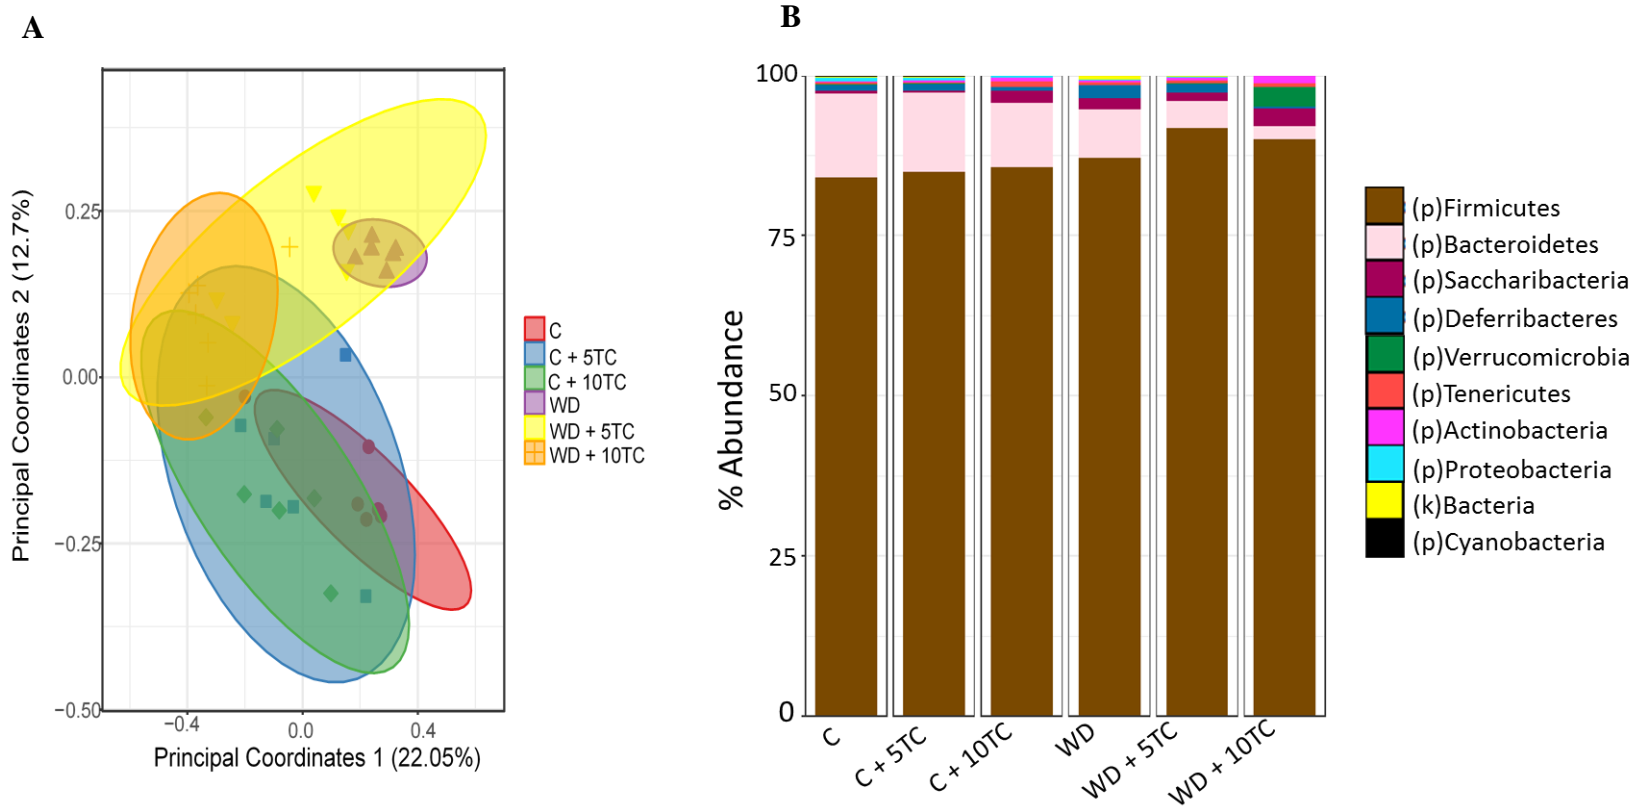 A
Principal Coordinates 2 (12.7%)
0.25
0.00
−0.25
−0.50
−0.4
0.0
0.4
Principal Coordinates 1 (22.05%)
C
C + 5TC
C + 10TC
WD
WD + 5TC
WD + 10TC
B
% Abundance
100
75
50
25
0
C
C + 5TC
C + 10TC
WD
WD + 5TC
WD + 10TC
(p)Firmicutes
(p)Bacteroidetes
(p)Saccharibacteria
(p)Deferribacteres
(p)Verrucomicrobia
(p)Tenericutes
(p)Actinobacteria
(p)Proteobacteria
(k)Bacteria
(p)Cyanobacteria